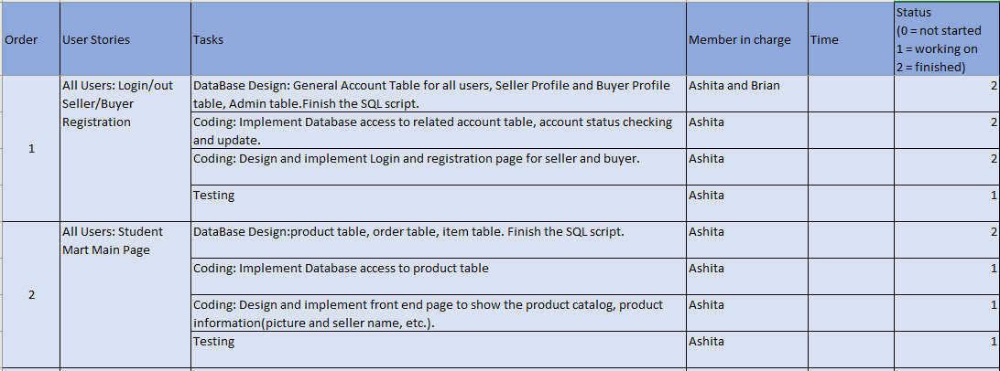 Order User Stories Tasks Member in charge Time Status
(0 = not started
1 = working on
2 = finished)
1 All Users: Login/out
Seller/Buyer
Registration
DataBase Design: General Account Table for all users, Seller Profile and Buyer Profile
table, Admin table.Finish the SQL script.
Ashita and Brian 2
Coding: Implement Database access to related account table, account status checking
and update.
Ashita 2
Coding: Design and implement Login and registration page for seller and buyer. Ashita 2
Testing Ashita 1
2 All Users: Student
Mart Main Page
DataBase Design:product table, order table, item table. Finish the SQL script. Ashita 2
Coding: Implement Database access to product table Ashita 1
Coding: Design and implement front end page to show the product catalog, product
information(picture and seller name, etc.).
Ashita 1
Testing Ashita 1